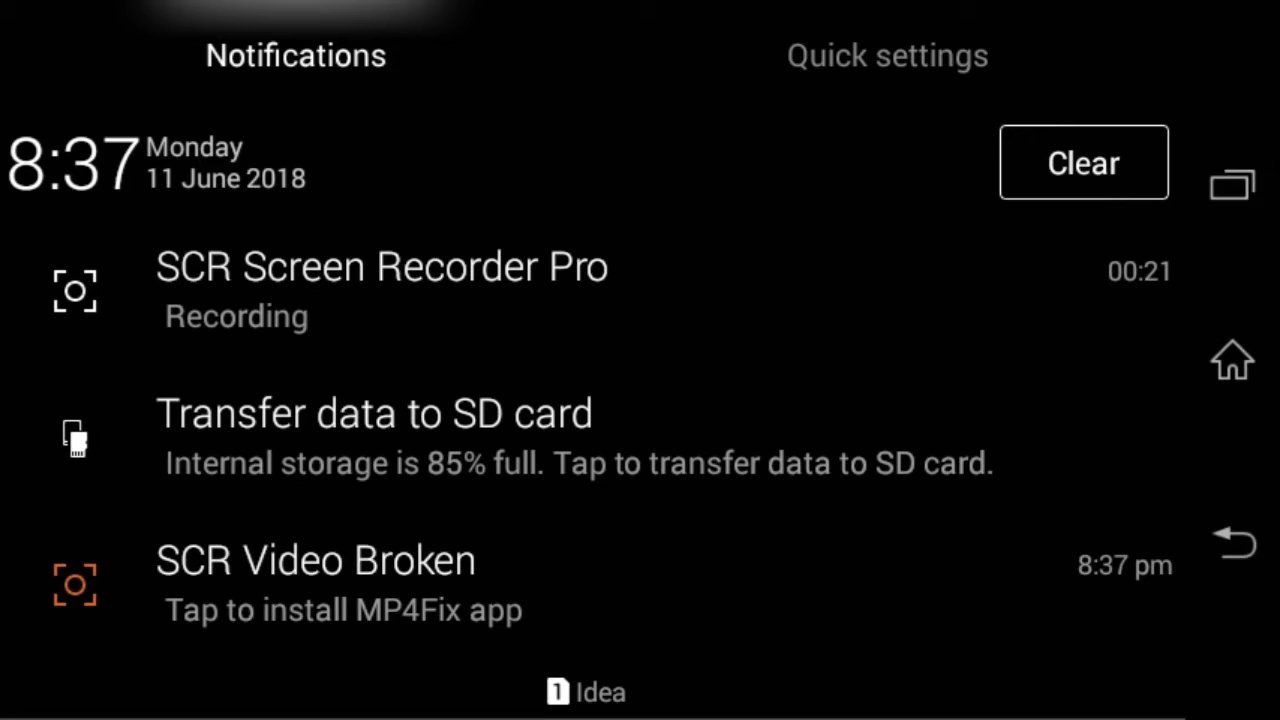 Notifications
Quick settings
8:37
Monday
11 June 2018
Clear
SCR Screen Recorder Pro
00:21
Recording
Transfer data to SD card
Internal storage is 85% full. Tap to transfer data to SD card.
SCR Video Broken
8:37 pm
Tap to install MP4Fix app
1 Idea